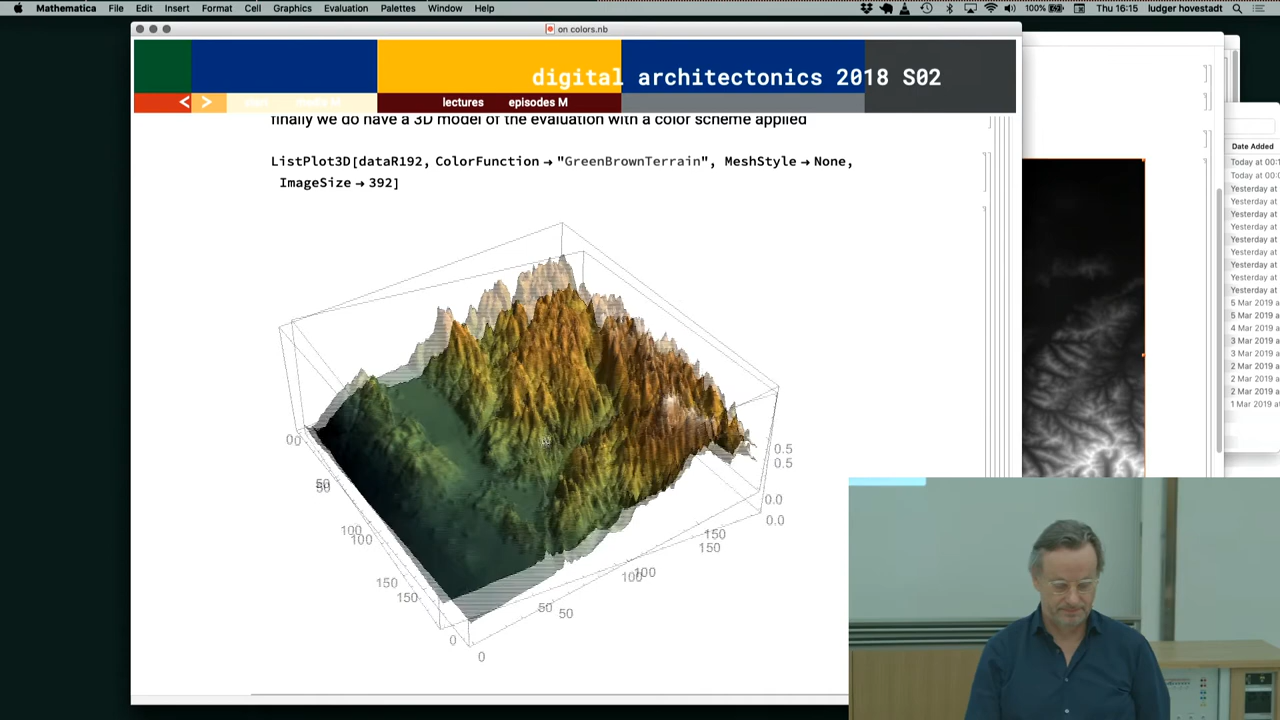 Mathematica File Edit Insert Format Cell Graphics Evaluation Palettes Window Help 100% Thu 16:15 ludger hovestadt
on colors.nb
digital architectonics 2018 S02
< > lectures episodes M
finally we do have a 3D model of the evaluation with a color scheme applied
ListPlot3D[dataR192, ColorFunction → "GreenBrownTerrain", MeshStyle → None,
ImageSize → 392]
0 0
50
50
100
100
150
150
0
0
50 50
100 100
150
150
0.5
0.5
0.0
0.0
Date Added
Today at 00:1
Today at 00:
Yesterday at
Yesterday at
Yesterday at
Yesterday at
Yesterday at
Yesterday at
Yesterday at
Yesterday at
Yesterday at
5 Mar 2019 a
5 Mar 2019 a
4 Mar 2019 a
3 Mar 2019 a
3 Mar 2019 a
2 Mar 2019 a
2 Mar 2019 a
2 Mar 2019 a
1 Mar 2019 a